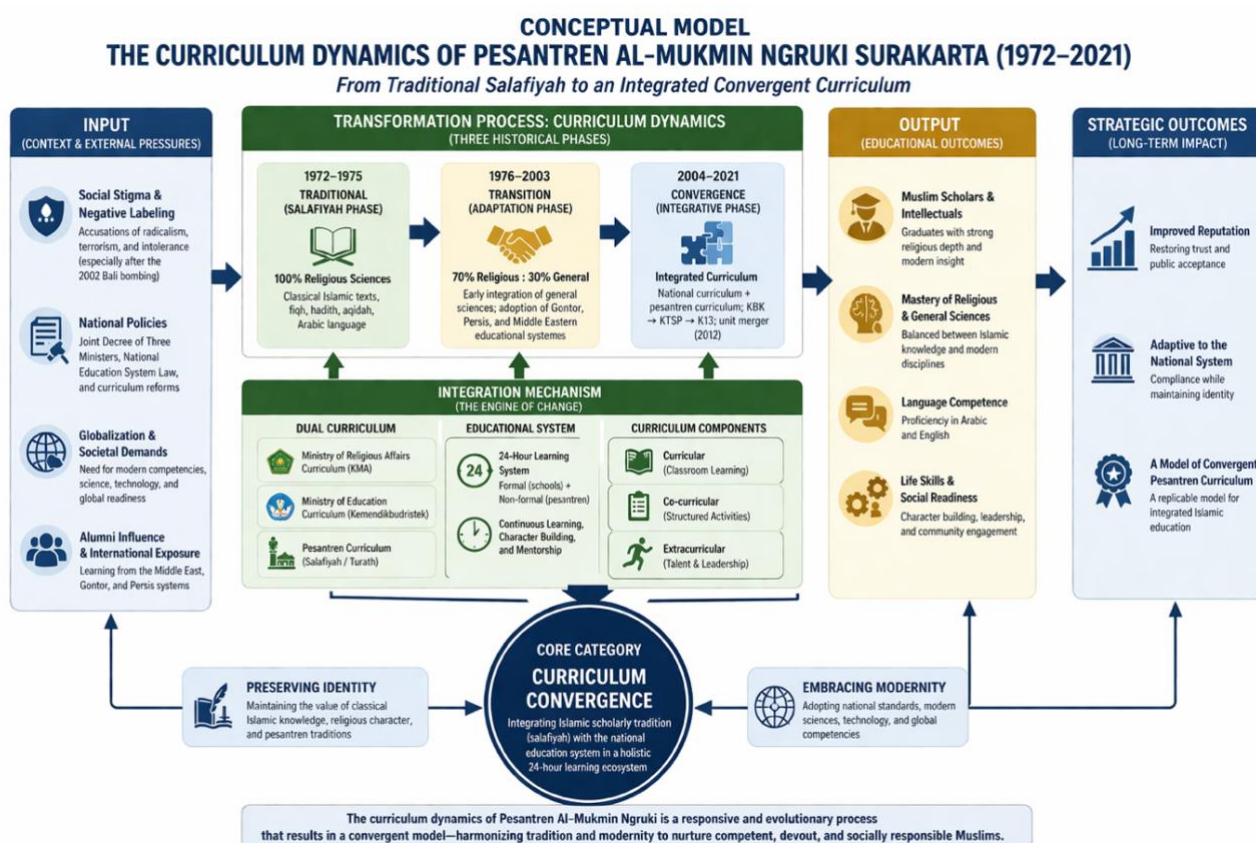 CONCEPTUAL MODEL
THE CURRICULUM DYNAMICS OF PESANTREN AL-MUKMIN NGRUKI SURAKARTA (1972–2021)
From Traditional Salafiyah to an Integrated Convergent Curriculum
INPUT
(CONTEXT & EXTERNAL PRESSURES)
Social Stigma &
Negative Labeling
Accusations of radicalism,
terrorism, and intolerance
(especially after the
2002 Bali bombing)
National Policies
Joint Decree of Three
Ministers, National
Education System Law,
and curriculum reforms
Globalization &
Societal Demands
Need for modern competencies,
science, technology, and
global readiness
Alumni Influence
& International Exposure
Learning from the Middle East,
Gontor, and Persis systems
TRANSFORMATION PROCESS: CURRICULUM DYNAMICS
(THREE HISTORICAL PHASES)
1972–1975
TRADITIONAL
(SALAFIYAH PHASE)
100% Religious Sciences
Classical Islamic texts,
fiqh, hadith, aqidah,
Arabic language
1976–2003
TRANSITION
(ADAPTATION PHASE)
70% Religious : 30% General
Early integration of general
sciences; adoption of Gontor,
Persis, and Middle Eastern
educational systems
2004–2021
CONVERGENCE
(INTEGRATIVE PHASE)
Integrated Curriculum
National curriculum +
pesantren curriculum; KBK
→ KTSP → K13; unit merger
(2012)
INTEGRATION MECHANISM
(THE ENGINE OF CHANGE)
DUAL CURRICULUM
Ministry of Religious Affairs
Curriculum (KMA)
Ministry of Education
Curriculum (Kemendikbudristek)
Pesantren Curriculum
(Salafiyah / Turath)
EDUCATIONAL SYSTEM
24
24-Hour Learning
System
Formal (schools) +
Non-formal (pesantren)
Continuous Learning,
Character Building,
and Mentorship
CURRICULUM COMPONENTS
Curricular
(Classroom Learning)
Co-curricular
(Structured Activities)
Extracurricular
(Talent & Leadership)
OUTPUT
(EDUCATIONAL OUTCOMES)
Muslim Scholars &
Intellectuals
Graduates with strong
religious depth and
modern insight
Mastery of Religious
& General Sciences
Balanced between Islamic
knowledge and modern
disciplines
Language Competence
Proficiency in Arabic
and English
Life Skills &
Social Readiness
Character building, leadership,
and community engagement
STRATEGIC OUTCOMES
(LONG-TERM IMPACT)
Improved Reputation
Restoring trust and
public acceptance
Adaptive to the
National System
Compliance while
maintaining identity
A Model of Convergent
Pesantren Curriculum
A replicable model for
integrated Islamic
education
PRESERVING IDENTITY
Maintaining the value of classical
Islamic knowledge, religious character,
and pesantren traditions
CORE CATEGORY
CURRICULUM
CONVERGENCE
Integrating Islamic scholarly tradition
(salafiyah) with the national
education system in a holistic
24-hour learning ecosystem
EMBRACING MODERNITY
Adopting national standards, modern
sciences, technology, and global
competencies
The curriculum dynamics of Pesantren Al-Mukmin Ngruki is a responsive and evolutionary process
that results in a convergent model—harmonizing tradition and modernity to nurture competent, devout, and socially responsible Muslims.